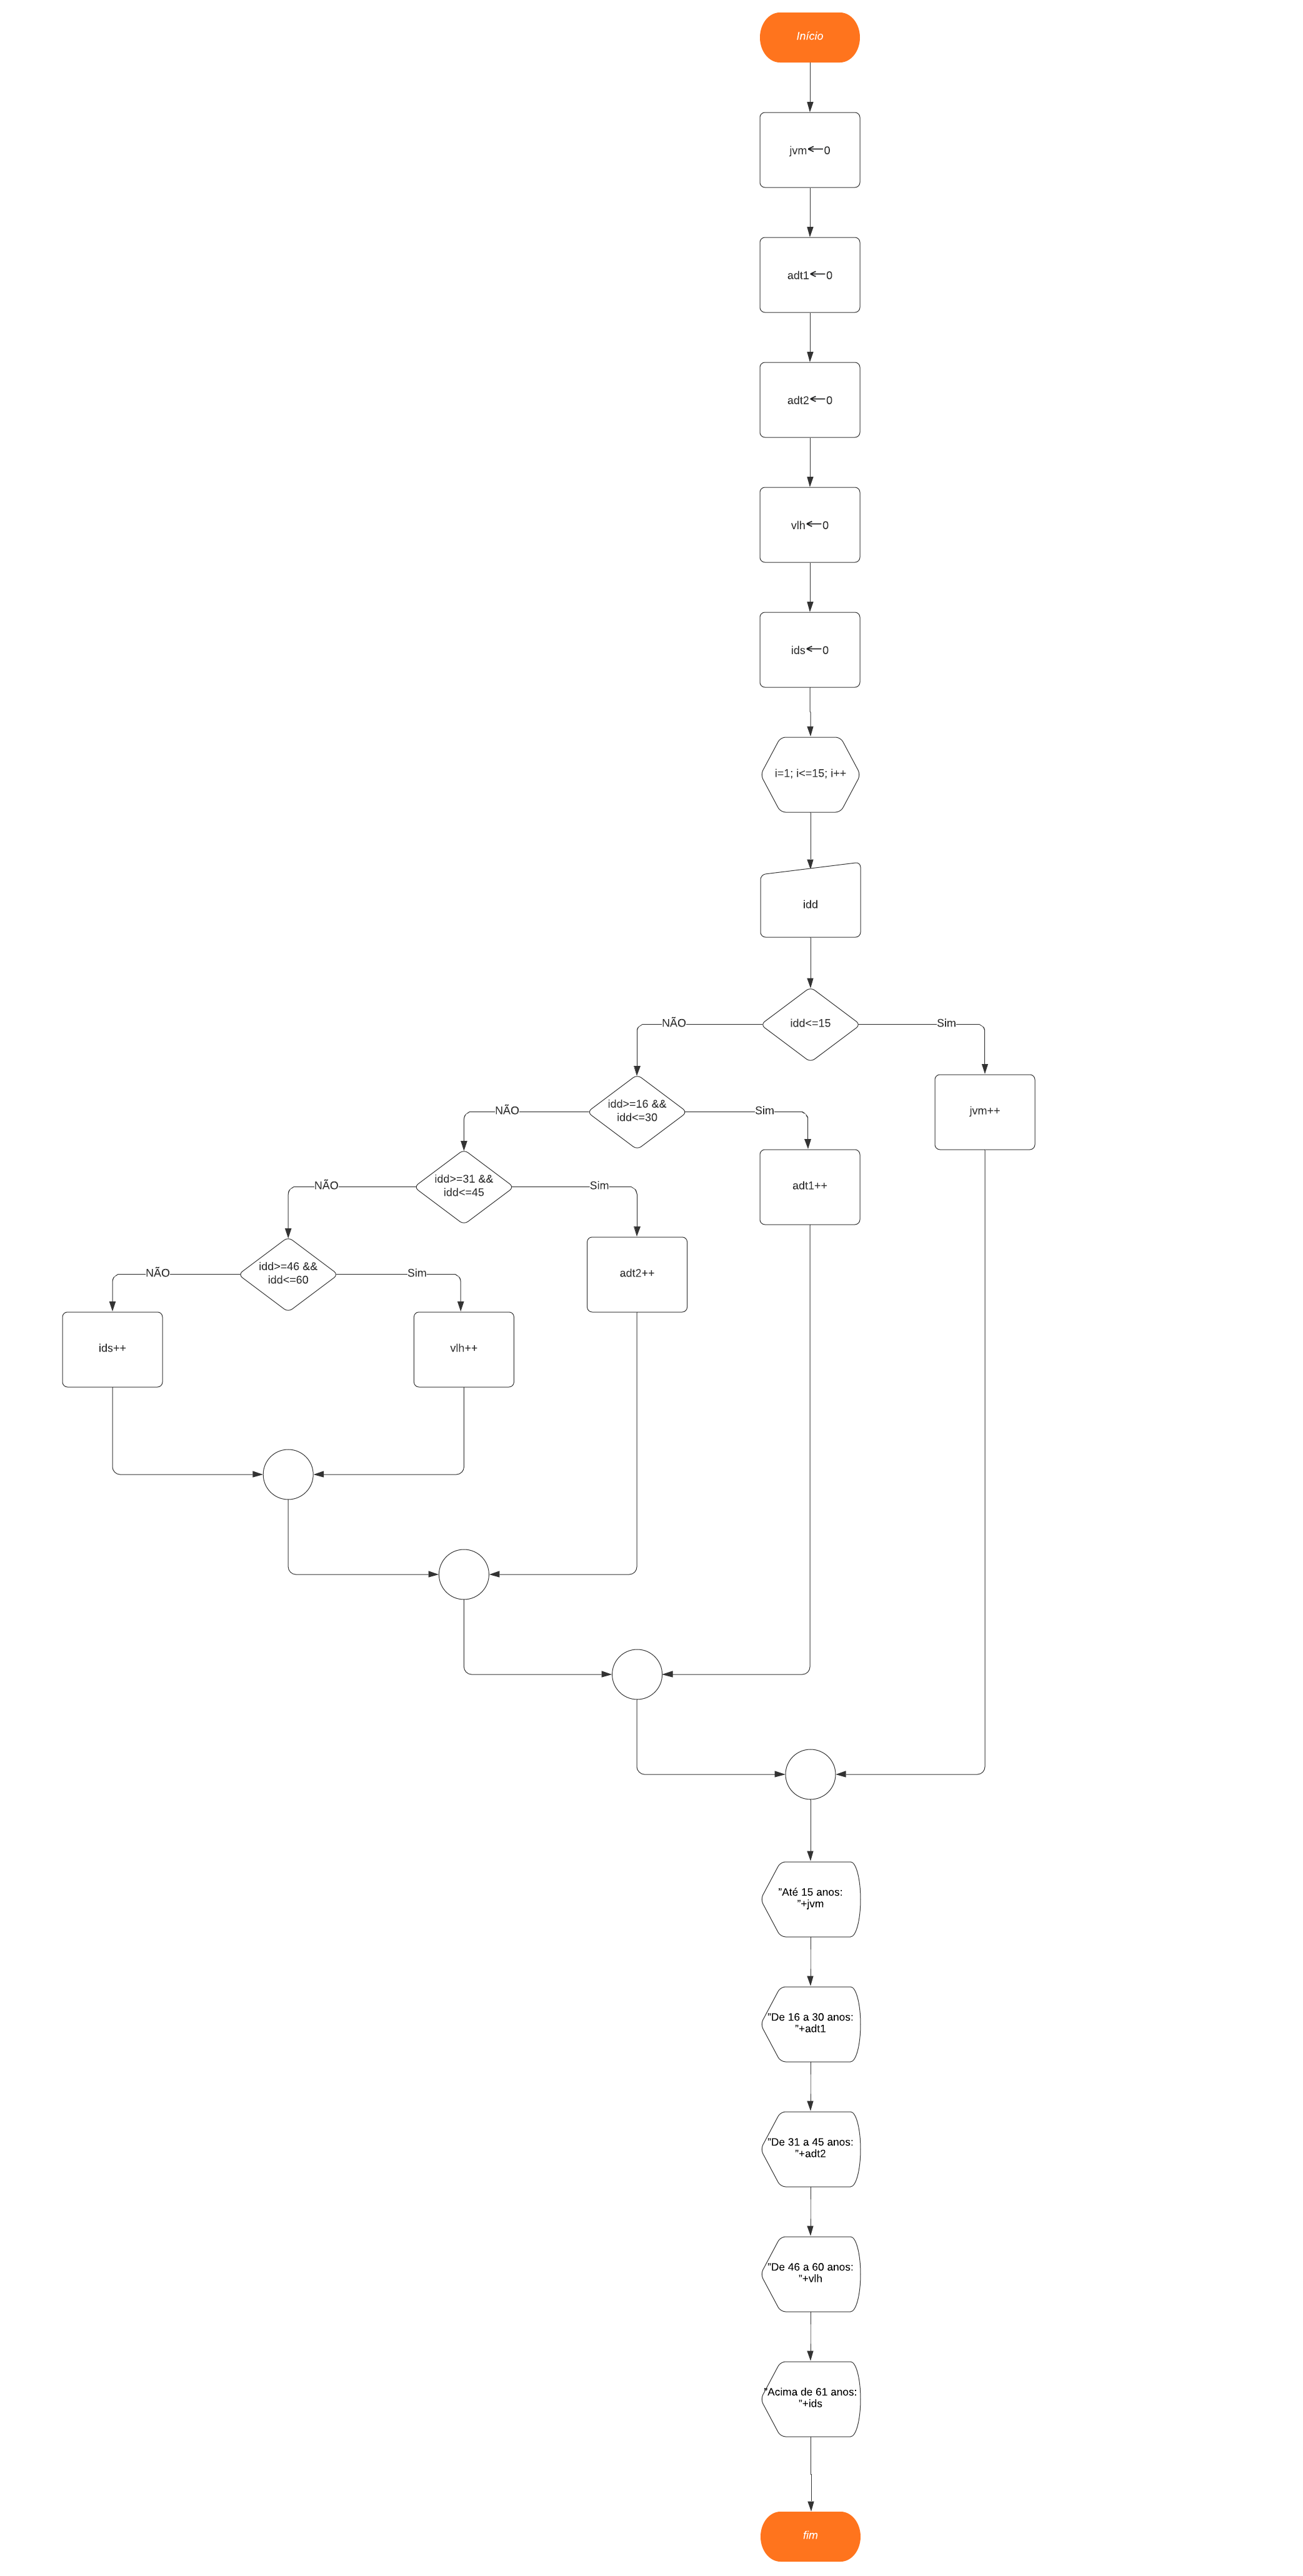 Início
jvm←0
adt1←0
adt2←0
vlh←0
ids←0
i=1; i<=15; i++
idd
idd<=15
NÃO
Sim
idd>=16 &&
idd<=30
NÃO
Sim
jvm++
idd>=31 &&
idd<=45
NÃO
Sim
adt1++
idd>=46 &&
idd<=60
NÃO
Sim
adt2++
ids++
vlh++
"Até 15 anos:
"+jvm
"De 16 a 30 anos:
"+adt1
"De 31 a 45 anos:
"+adt2
"De 46 a 60 anos:
"+vlh
"Acima de 61 anos:
"+ids
fim